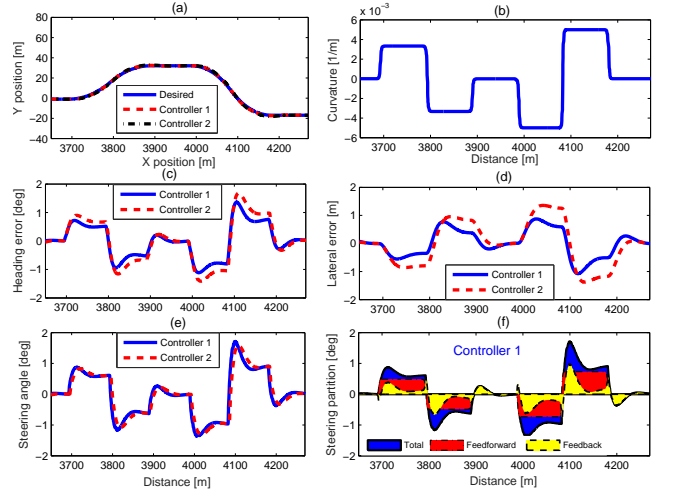 (a)
80
60
40
20
0
−20
−40
3700 3800 3900 4000 4100 4200
Y position [m]
X position [m]
Desired
Controller 1
Controller 2
(b)
x 10⁻³
6
4
2
0
−2
−4
−6
3700 3800 3900 4000 4100 4200
Curvature [1/m]
Distance [m]
(c)
2
1
0
−1
−2
3700 3800 3900 4000 4100 4200
Heading error [deg]
Controller 1
Controller 2
(d)
2
1
0
−1
−2
3700 3800 3900 4000 4100 4200
Lateral error [m]
Controller 1
Controller 2
(e)
2
1
0
−1
−2
3700 3800 3900 4000 4100 4200
Steering angle [deg]
Distance [m]
Controller 1
Controller 2
(f)
2
1
0
−1
−2
3700 3800 3900 4000 4100 4200
Steering partition [deg]
Distance [m]
Controller 1
Total Feedforward Feedback